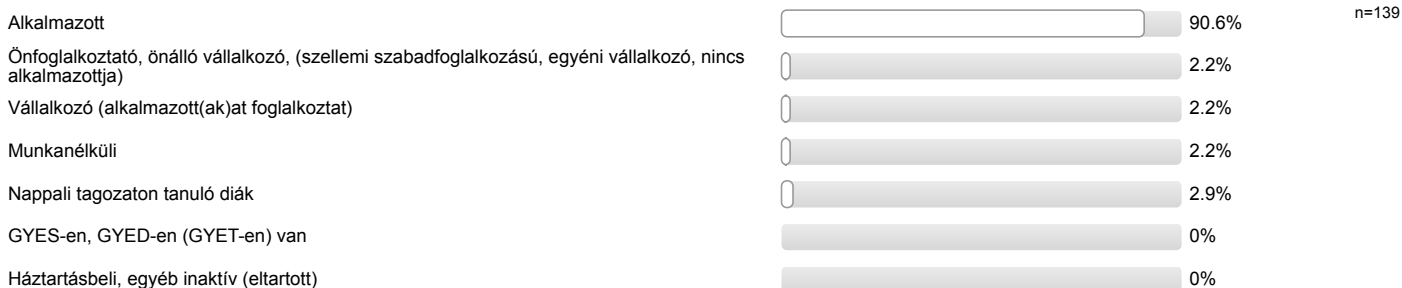 Alkalmazott 90.6% n=139
Önfoglalkoztató, önálló vállalkozó, (szellemi szabadfoglalkozású, egyéni vállalkozó, nincs
alkalmazottja) 2.2%
Vállalkozó (alkalmazott(ak)at foglalkoztat) 2.2%
Munkanélküli 2.2%
Nappali tagozaton tanuló diák 2.9%
GYES-en, GYED-en (GYET-en) van 0%
Háztartásbeli, egyéb inaktív (eltartott) 0%